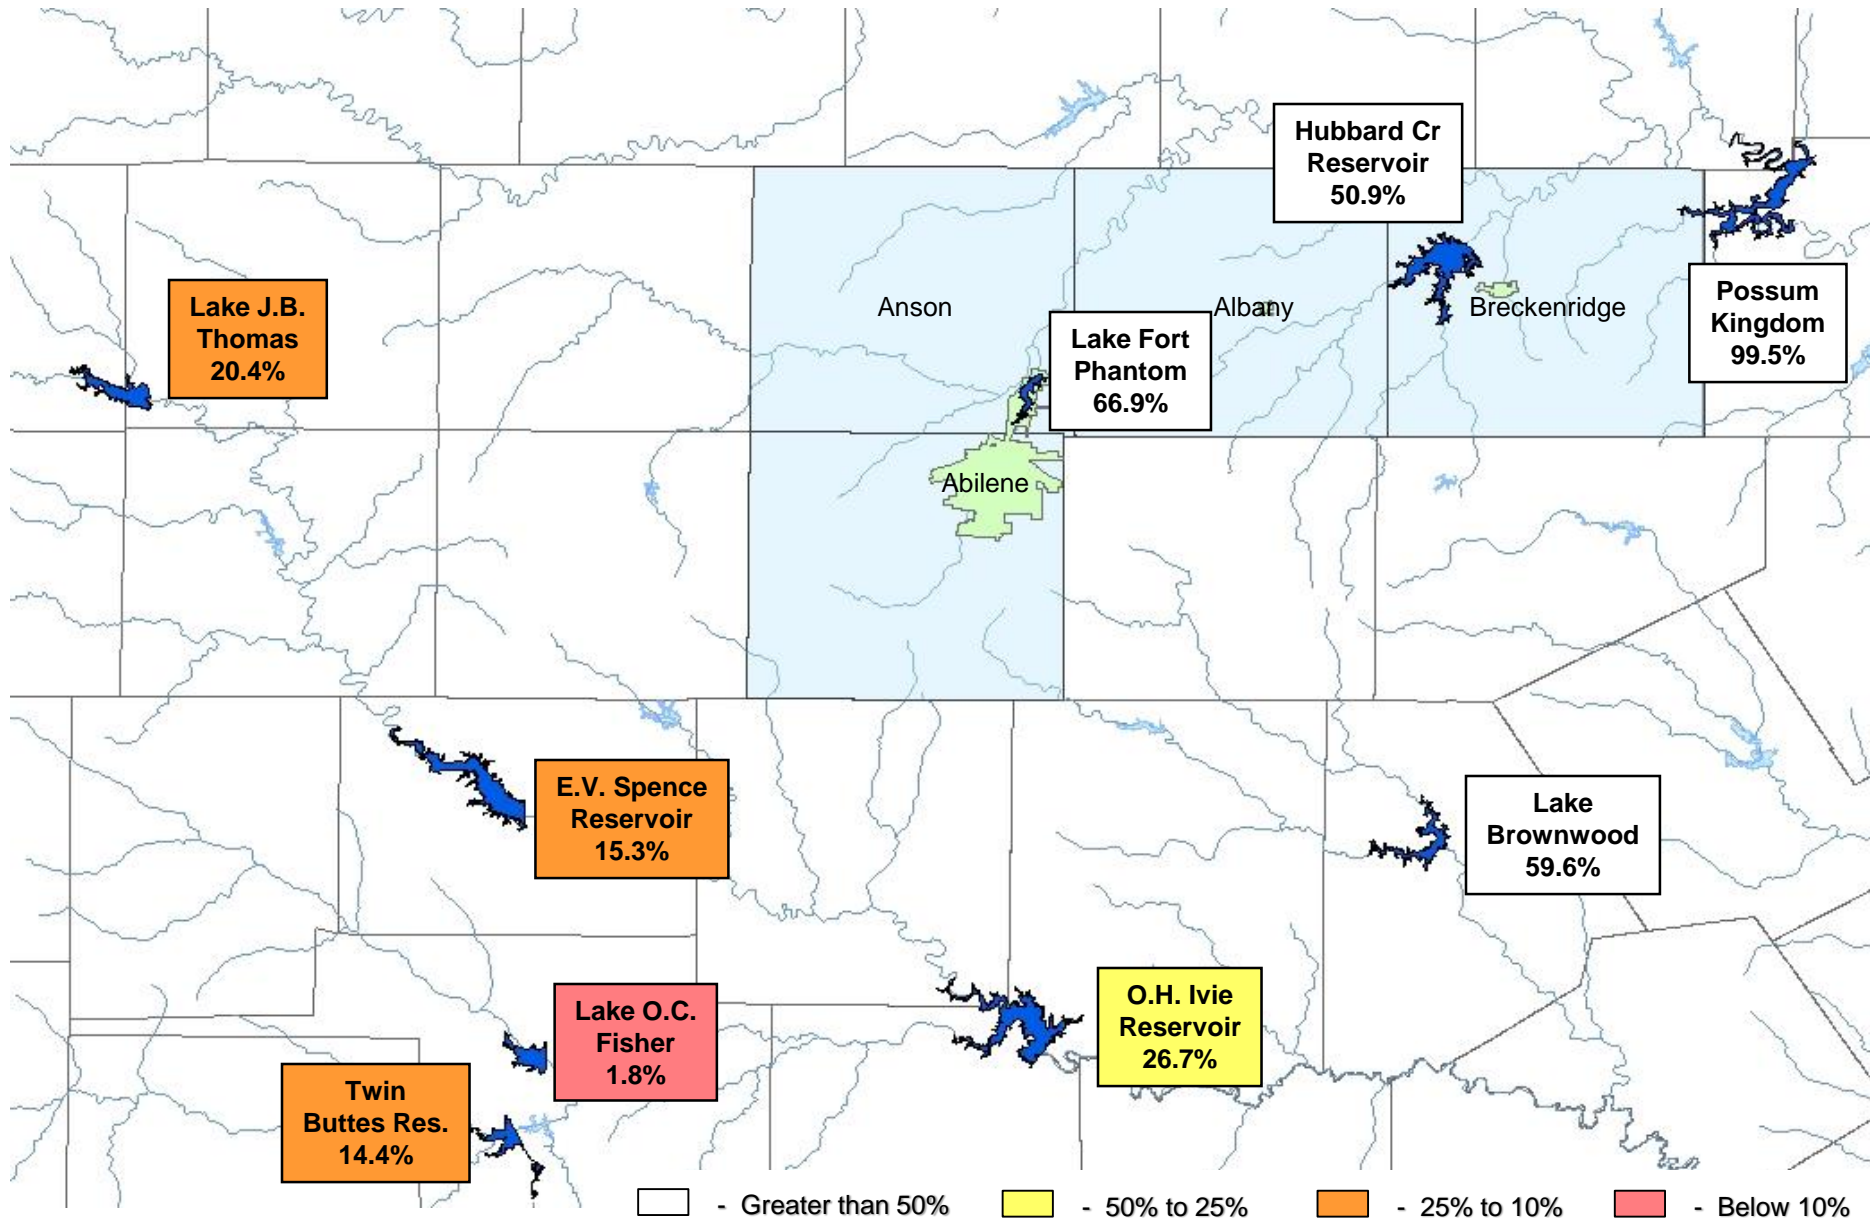 Hubbard Cr
Reservoir
50.9%
Lake J.B.
Thomas
20.4%
Anson
Lake Fort
Phantom
66.9%
Albany
Breckenridge
Possum
Kingdom
99.5%
Abilene
E.V. Spence
Reservoir
15.3%
Lake
Brownwood
59.6%
Lake O.C.
Fisher
1.8%
O.H. Ivie
Reservoir
26.7%
Twin
Buttes Res.
14.4%
- Greater than 50%
- 50% to 25%
- 25% to 10%
- Below 10%